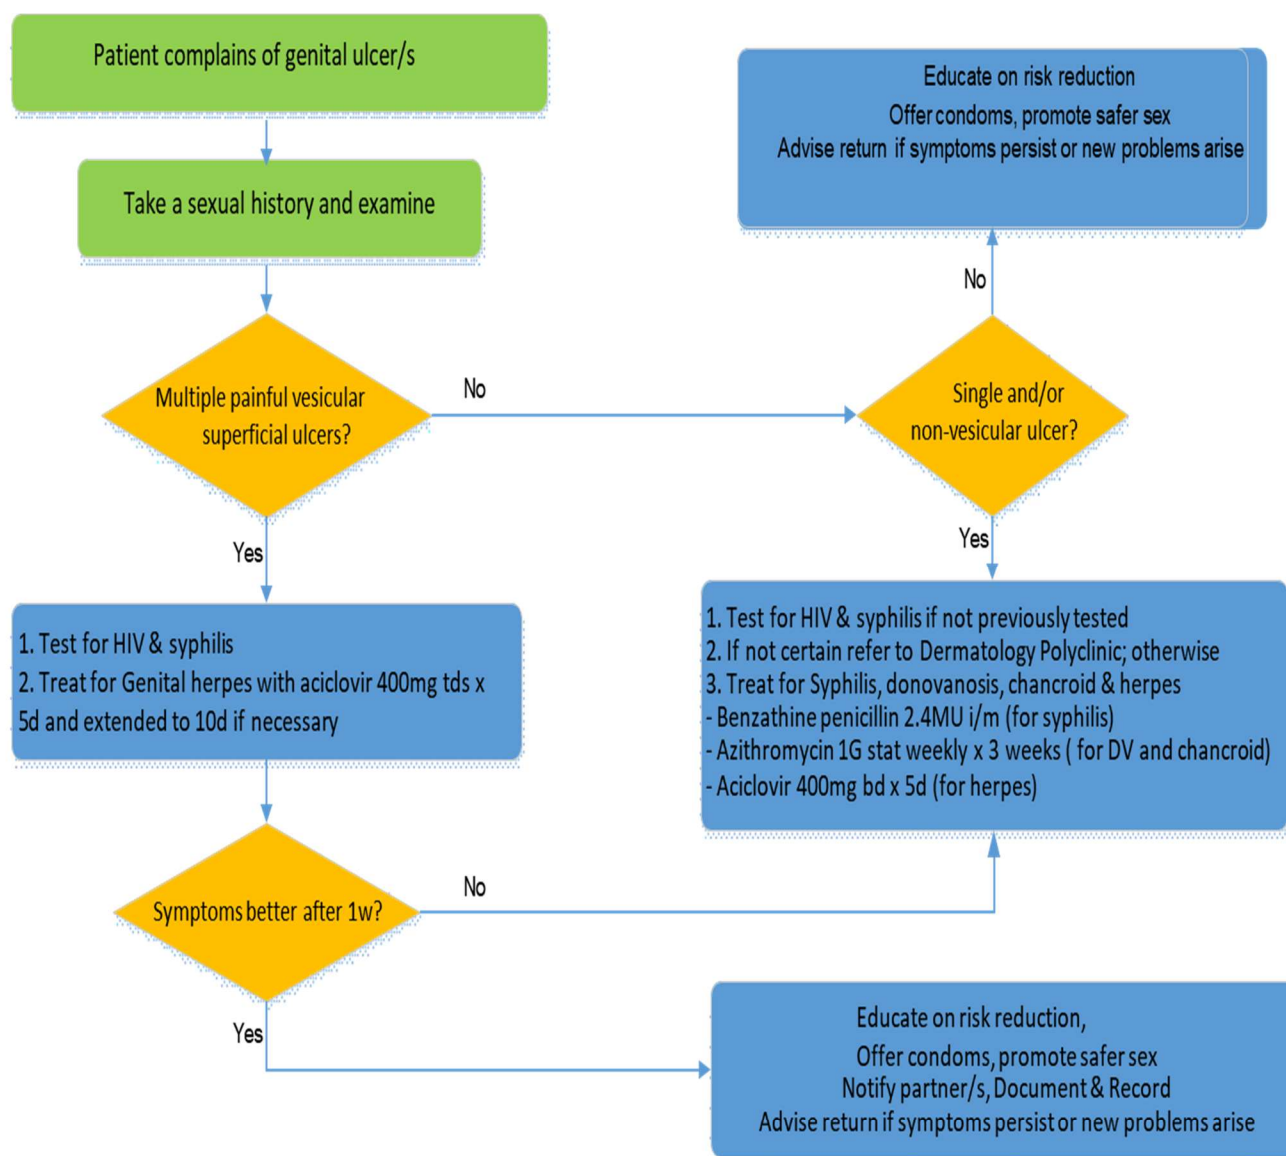 Patient complains of genital ulcer/s
Take a sexual history and examine
Multiple painful vesicular
superficial ulcers?
No
Yes
Single and/or
non-vesicular ulcer?
No
Educate on risk reduction
Offer condoms, promote safer sex
Advise return if symptoms persist or new problems arise
Yes
1. Test for HIV & syphilis
2. Treat for Genital herpes with aciclovir 400mg tds x
5d and extended to 10d if necessary
1. Test for HIV & syphilis if not previously tested
2. If not certain refer to Dermatology Polyclinic; otherwise
3. Treat for Syphilis, donovanosis, chancroid & herpes
- Benzathine penicillin 2.4MU i/m (for syphilis)
- Azithromycin 1G stat weekly x 3 weeks ( for DV and chancroid)
- Aciclovir 400mg bd x 5d (for herpes)
Symptoms better after 1w?
No
Yes
Educate on risk reduction,
Offer condoms, promote safer sex
Notify partner/s, Document & Record
Advise return if symptoms persist or new problems arise